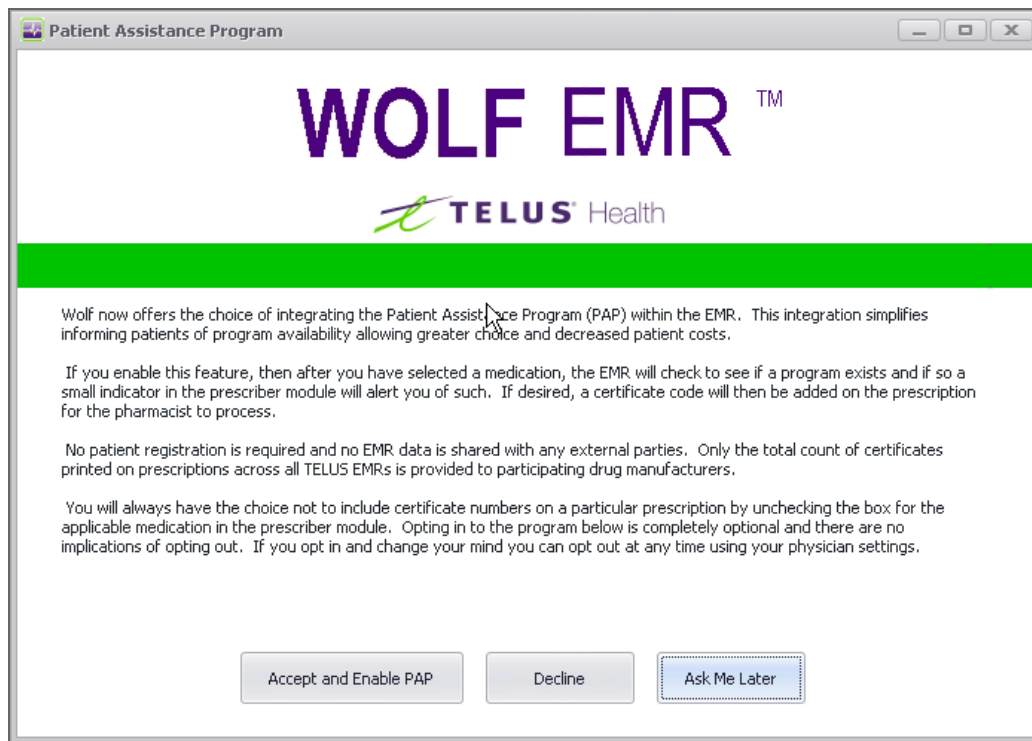 Patient Assistance Program
WOLF EMR TM
TELUS Health
Wolf now offers the choice of integrating the Patient Assistance Program (PAP) within the EMR. This integration simplifies
informing patients of program availability allowing greater choice and decreased patient costs.
If you enable this feature, then after you have selected a medication, the EMR will check to see if a program exists and if so a
small indicator in the prescriber module will alert you of such. If desired, a certificate code will then be added on the prescription
for the pharmacist to process.
No patient registration is required and no EMR data is shared with any external parties. Only the total count of certificates
printed on prescriptions across all TELUS EMRs is provided to participating drug manufacturers.
You will always have the choice not to include certificate numbers on a particular prescription by unchecking the box for the
applicable medication in the prescriber module. Opting in to the program below is completely optional and there are no
implications of opting out. If you opt in and change your mind you can opt out at any time using your physician settings.
Accept and Enable PAP Decline Ask Me Later